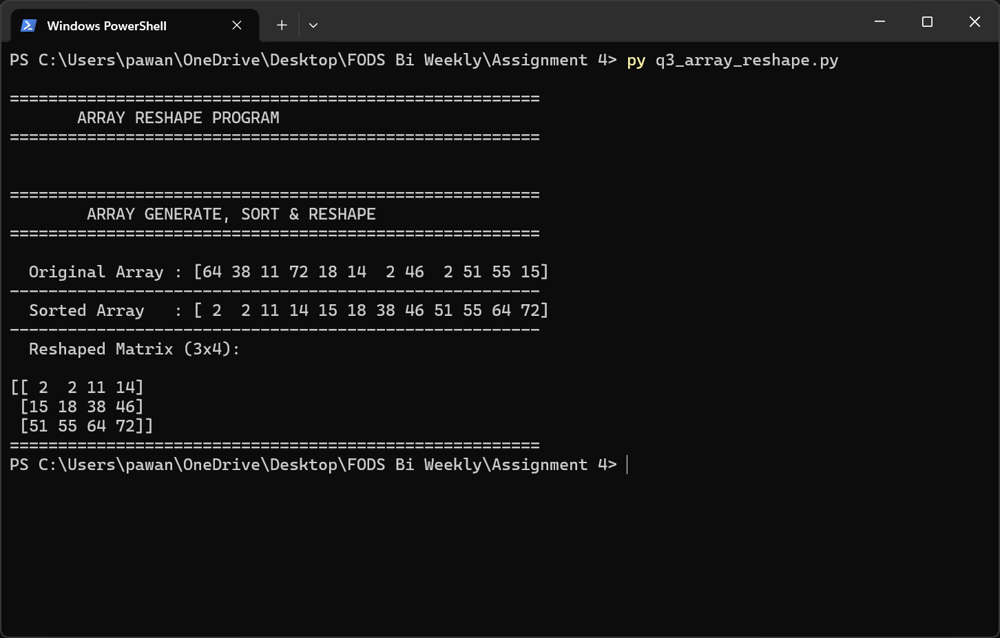 Windows PowerShell
PS C:\Users\pawan\OneDrive\Desktop\FODS Bi Weekly\Assignment 4> py q3_array_reshape.py
=======================================================
       ARRAY RESHAPE PROGRAM
=======================================================
=======================================================
        ARRAY GENERATE, SORT & RESHAPE
=======================================================
  Original Array : [64 38 11 72 18 14  2 46  2 51 55 15]
-------------------------------------------------------
  Sorted Array   : [ 2  2 11 14 15 18 38 46 51 55 64 72]
-------------------------------------------------------
  Reshaped Matrix (3x4):
[[ 2  2 11 14]
 [15 18 38 46]
 [51 55 64 72]]
=======================================================
PS C:\Users\pawan\OneDrive\Desktop\FODS Bi Weekly\Assignment 4>